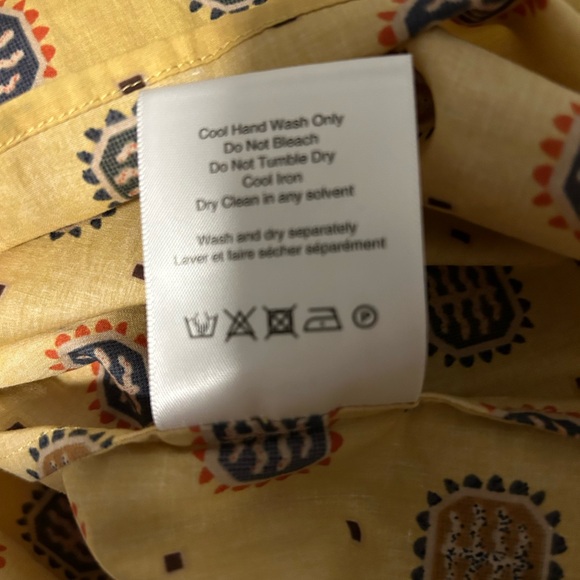 Cool Hand Wash Only
Do Not Bleach
Do Not Tumble Dry
Cool Iron
Dry Clean in any solvent
Wash and dry separately
Laver et faire sécher séparément
P